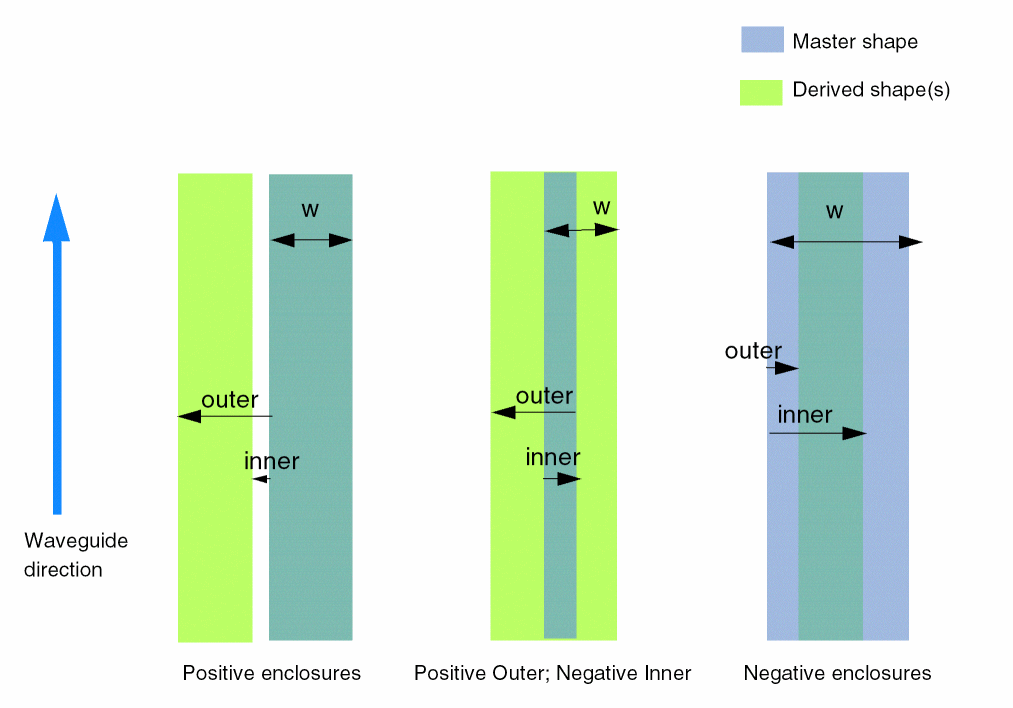 Master shape
Derived shape(s)
w
w
w
outer
outer
outer
inner
inner
inner
Waveguide
direction
Positive enclosures
Positive Outer; Negative Inner
Negative enclosures